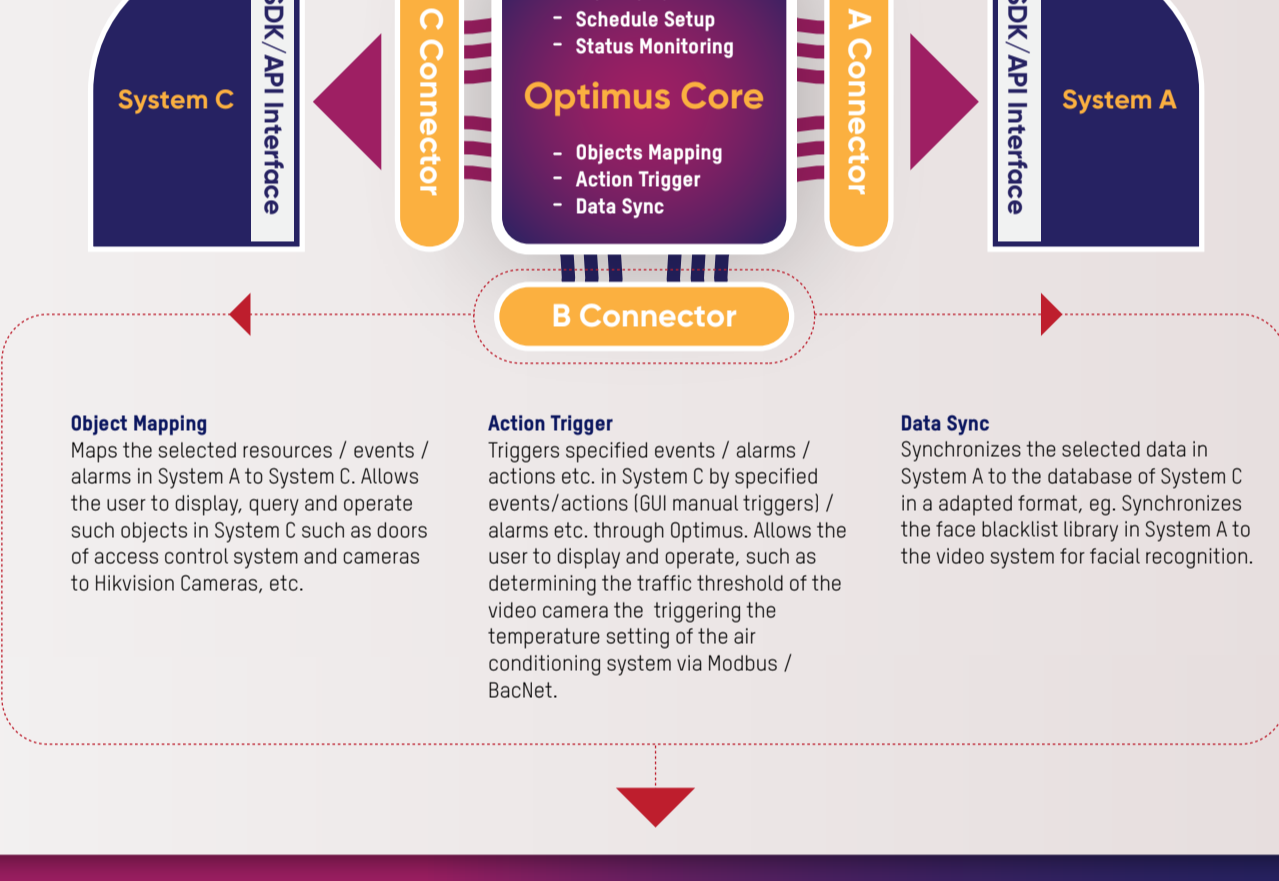 - Schedule Setup
- Status Monitoring
Optimus Core
- Objects Mapping
- Action Trigger
- Data Sync
System C
SDK/API Interface
C Connector
A Connector
SDK/API Interface
System A
B Connector
Object Mapping
Maps the selected resources / events /
alarms in System A to System C. Allows
the user to display, query and operate
such objects in System C such as doors
of access control system and cameras
to Hikvision Cameras, etc.
Action Trigger
Triggers specified events / alarms /
actions etc. in System C by specified
events/actions (GUI manual triggers) /
alarms etc. through Optimus. Allows the
user to display and operate, such as
determining the traffic threshold of the
video camera the  triggering the
temperature setting of the air
conditioning system via Modbus /
BacNet.
Data Sync
Synchronizes the selected data in
System A to the database of System C
in a adapted format, eg. Synchronizes
the face blacklist library in System A to
the video system for facial recognition.